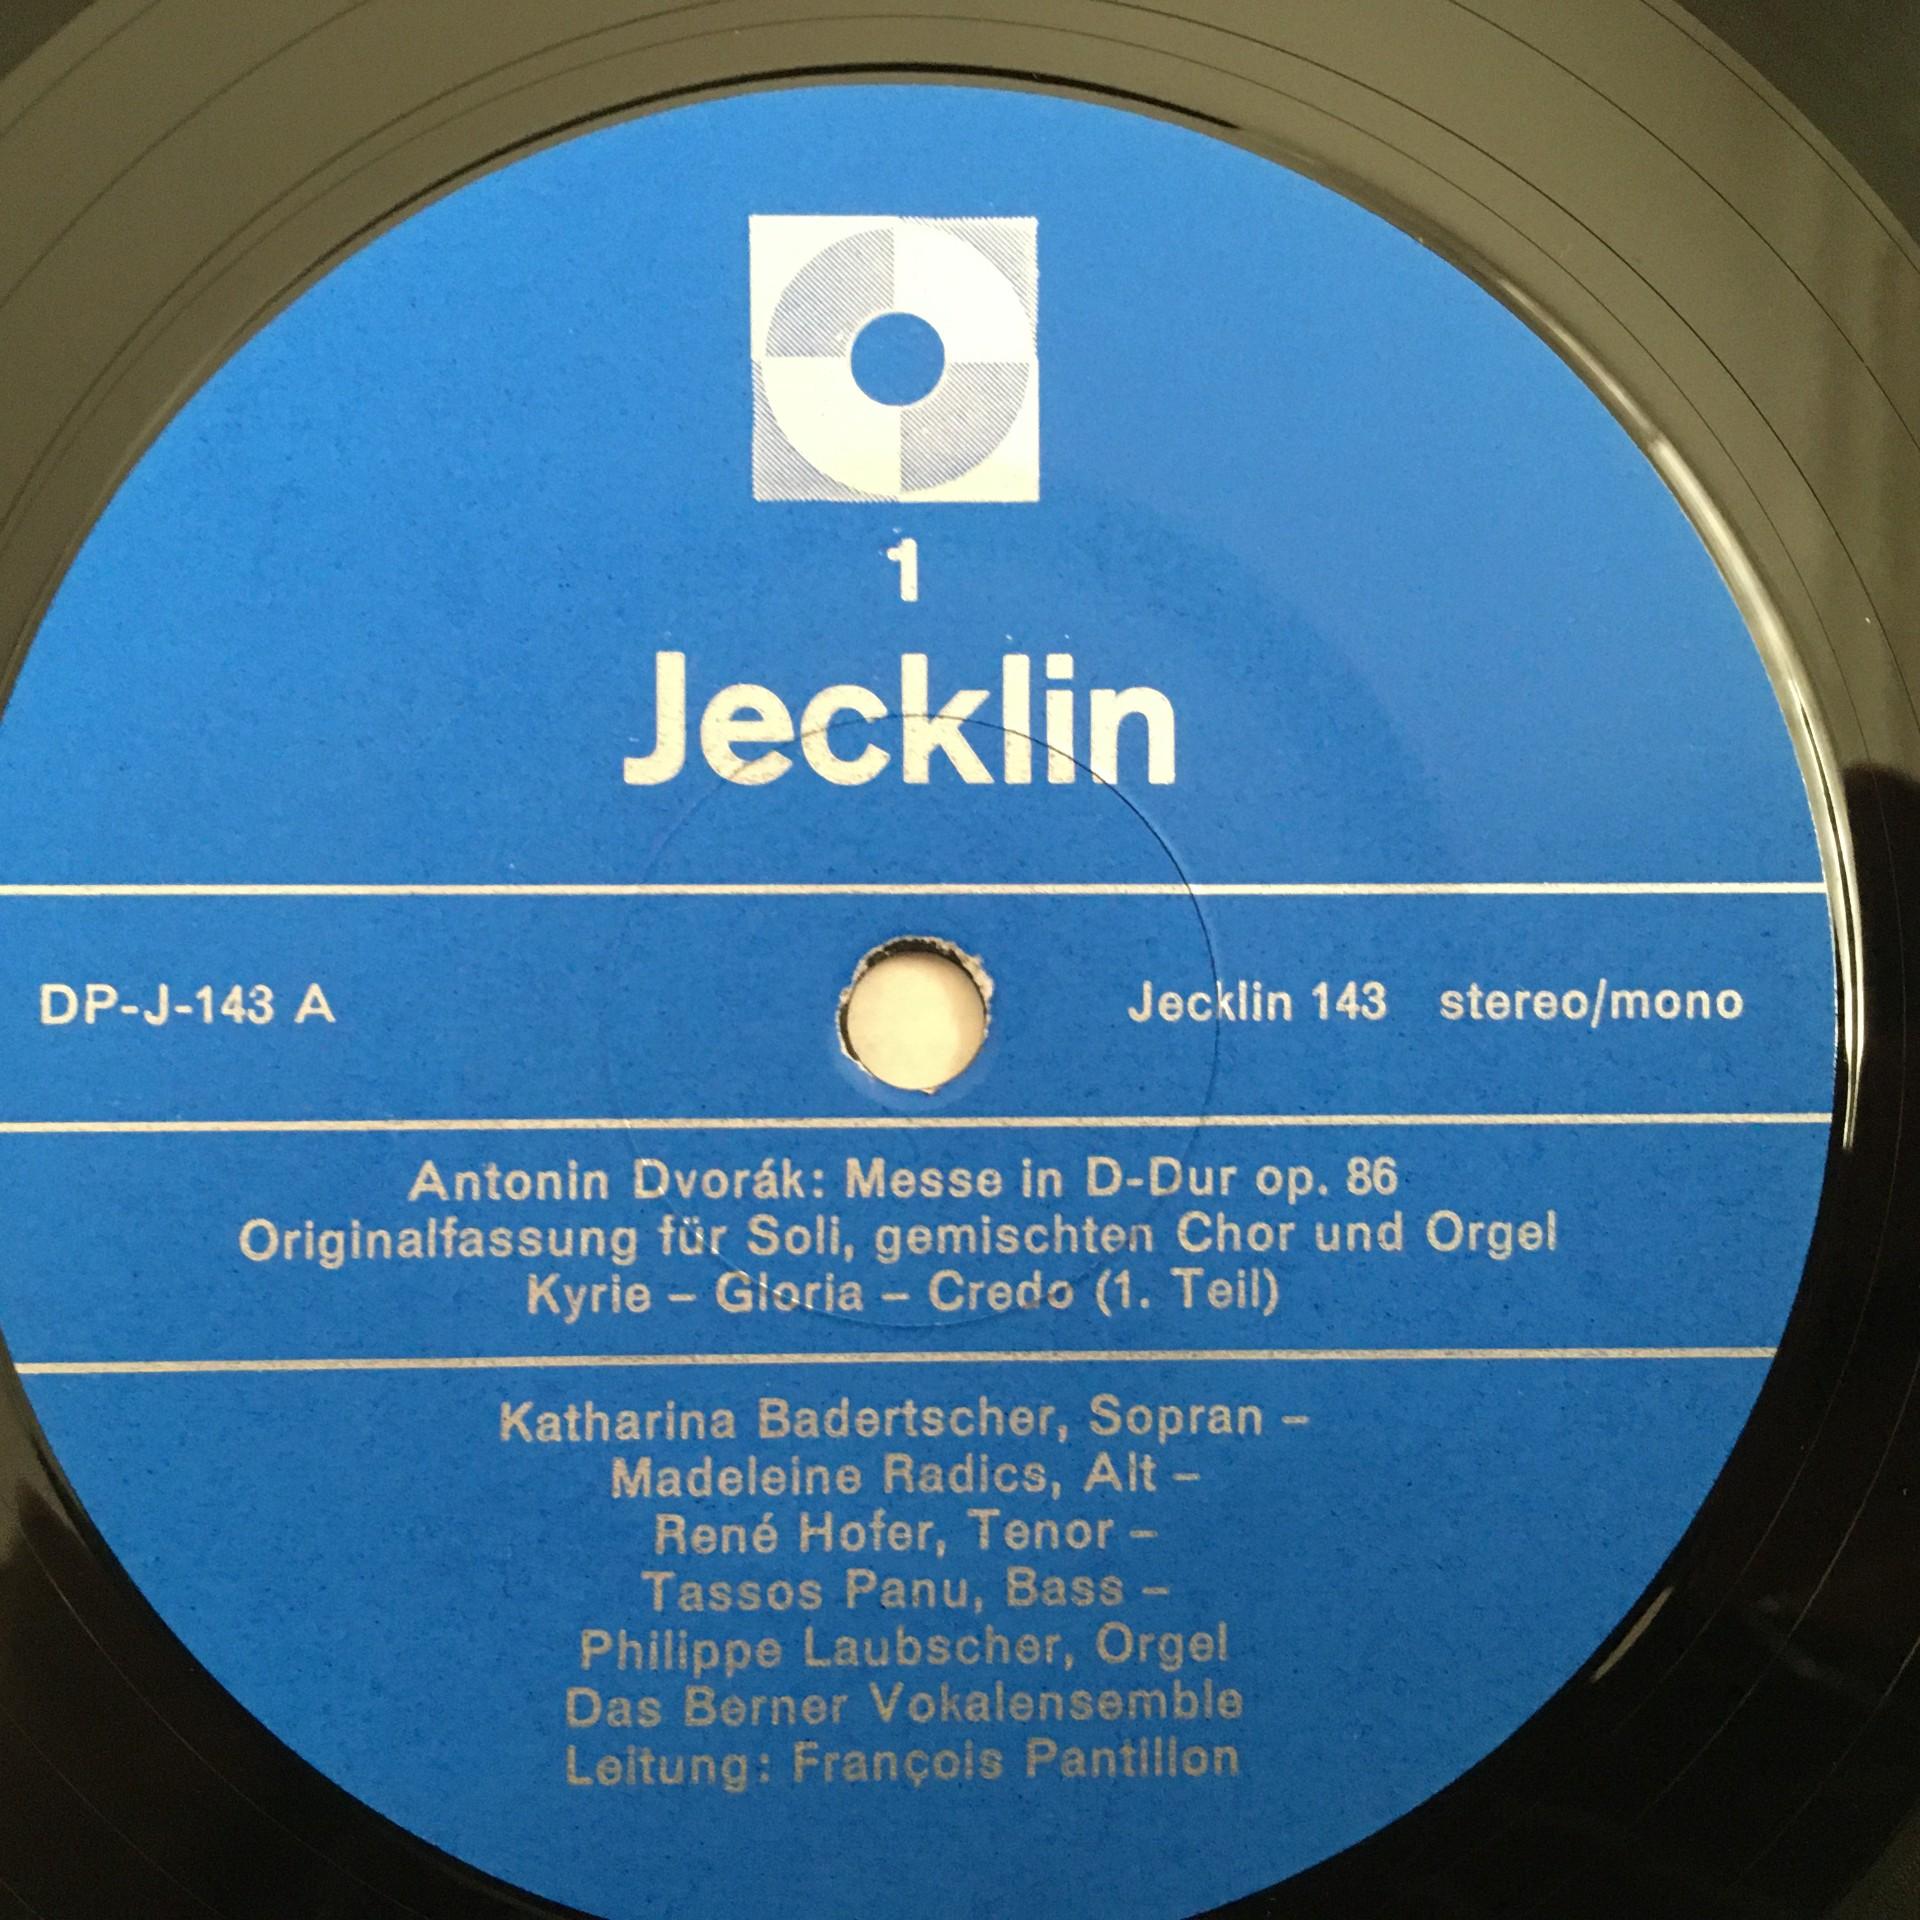 1
Jecklin
DP-J-143 A
Jecklin 143 stereo/mono
Antonin Dvorák: Messe in D-Dur op. 86
Originalfassung für Soli, gemischten Chor und Orgel
Kyrie – Gloria – Credo (1. Teil)
Katharina Badertscher, Sopran –
Madeleine Radics, Alt –
René Hofer, Tenor –
Tassos Panu, Bass –
Philippe Laubscher, Orgel
Das Berner Vokalensemble
Leitung: François Pantillon